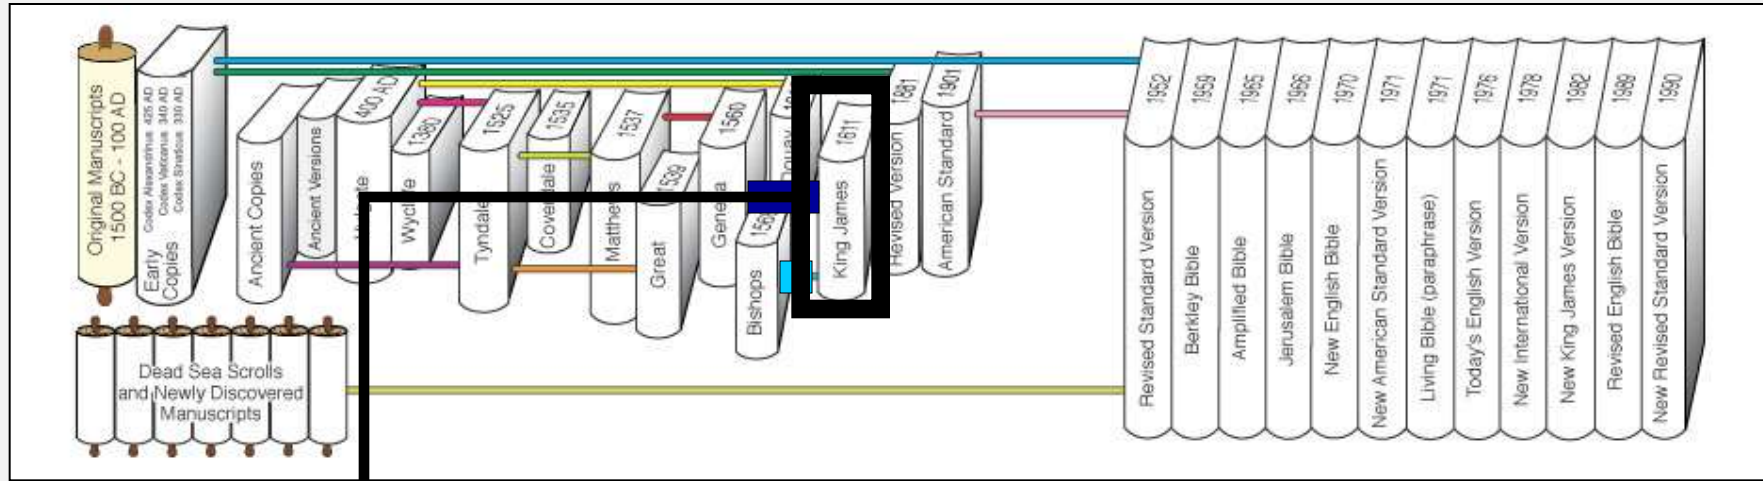 Original Manuscripts
1500 BC - 100 AD
Early
Copies
Codex Alexandrinus 425 AD
Codex Vaticanus 340 AD
Codex Sinaiticus 330 AD
Ancient Copies
Ancient Versions
400 AD
1380
Wycliffe
1525
Tyndale
1535
Coverdale
1537
Matthews
1539
Great
1560
Geneva
Bishops
Douay
1611
King James
1881
Revised Version
1901
American Standard
Dead Sea Scrolls
and Newly Discovered
Manuscripts
1952
Revised Standard Version
1959
Berkley Bible
1965
Amplified Bible
1966
Jerusalem Bible
1970
New English Bible
1971
New American Standard Version
1971
Living Bible (paraphrase)
1976
Today's English Version
1978
New International Version
1982
New King James Version
1989
Revised English Bible
1990
New Revised Standard Version